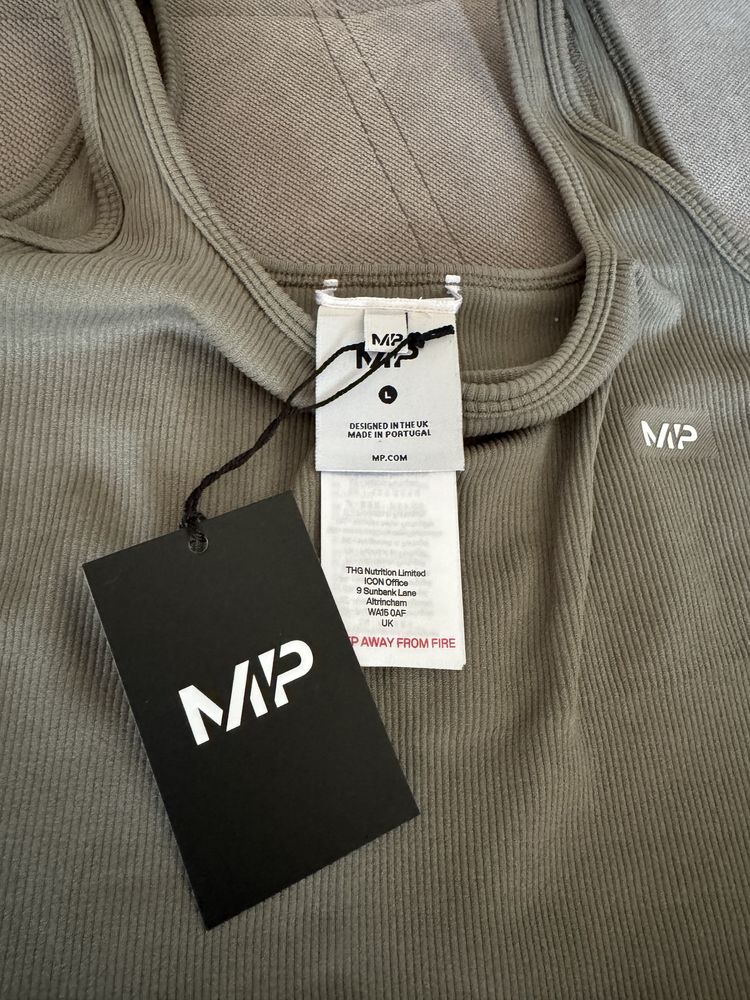 MP
MP
L
DESIGNED IN THE UK
MADE IN PORTUGAL
MP.COM
MP
THG Nutrition Limited
ICON Office
9 Sunbank Lane
Altrincham
WA15 0AF
UK
AWAY FROM FIRE
MP